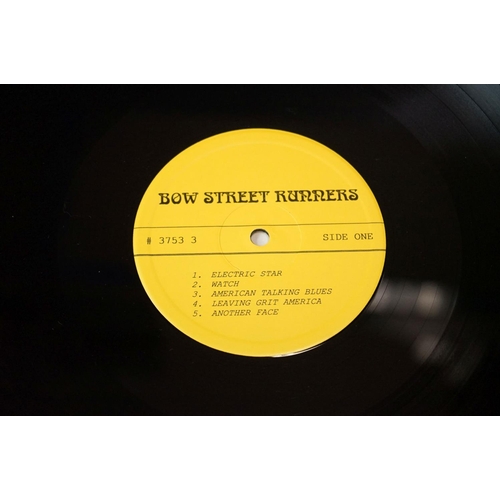 BOW STREET RUNNERS
# 3753 3 SIDE ONE
1. ELECTRIC STAR
2. WATCH
3. AMERICAN TALKING BLUES
4. LEAVING GRIT AMERICA
5. ANOTHER FACE